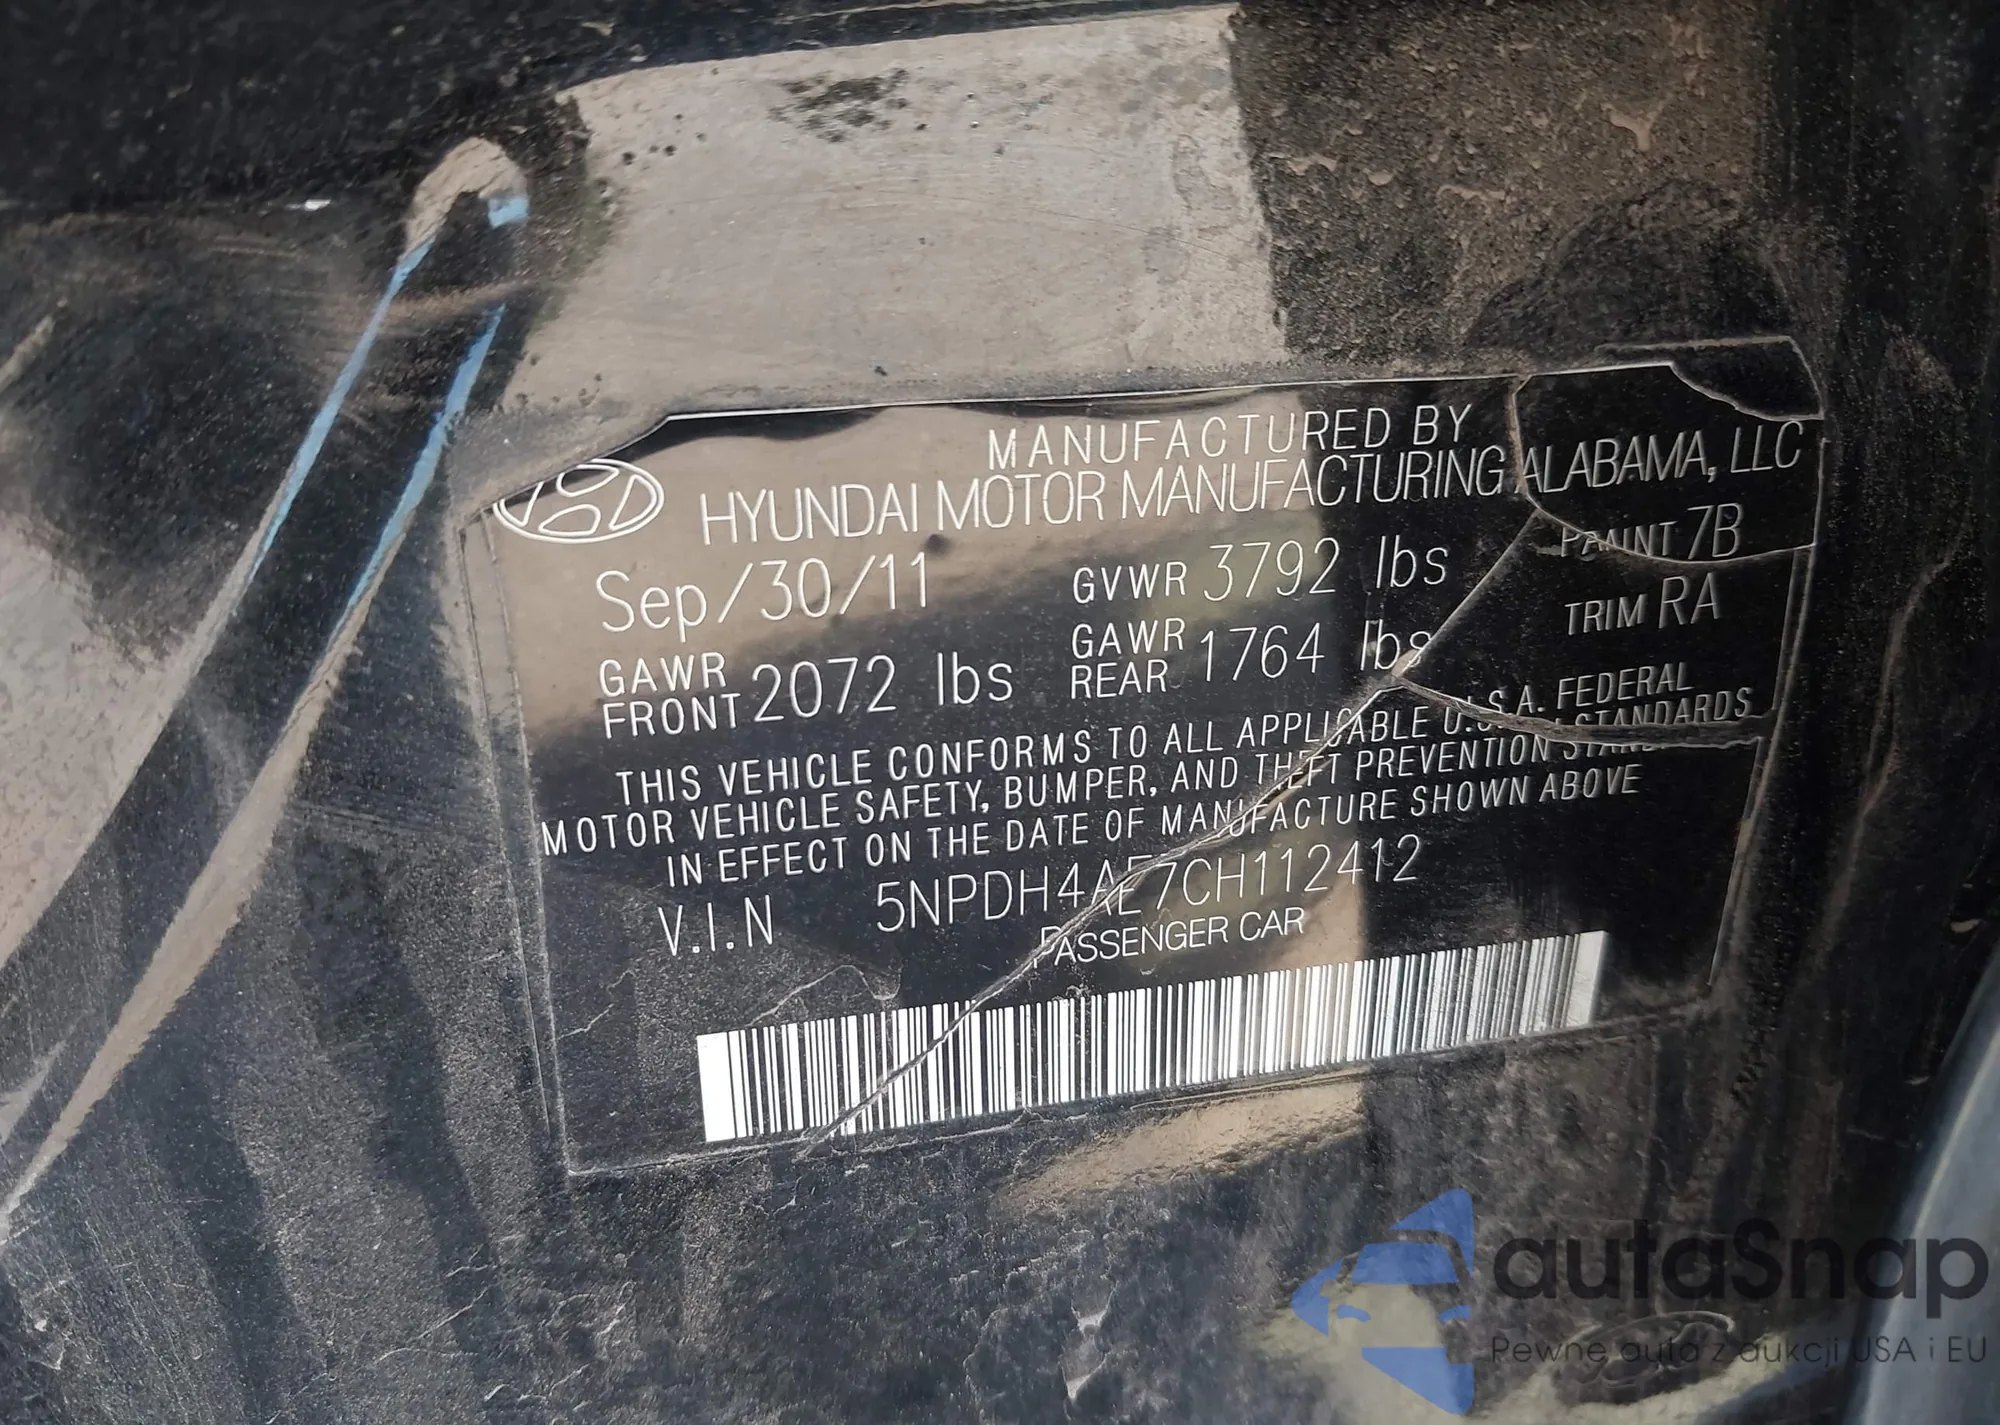 MANUFACTURED BY
HYUNDAI MOTOR MANUFACTURING ALABAMA, LLC
Sep/30/11 GVWR 3792 lbs PAINT 7B
GAWR FRONT 2072 lbs GAWR REAR 1764 lbs TRIM RA
THIS VEHICLE CONFORMS TO ALL APPLICABLE U.S.A. FEDERAL
MOTOR VEHICLE SAFETY, BUMPER, AND THEFT PREVENTION STANDARDS
IN EFFECT ON THE DATE OF MANUFACTURE SHOWN ABOVE
V.I.N 5NPDH4AE7CH112412
PASSENGER CAR
autaSnap
Pewne auta z aukcji USA i EU